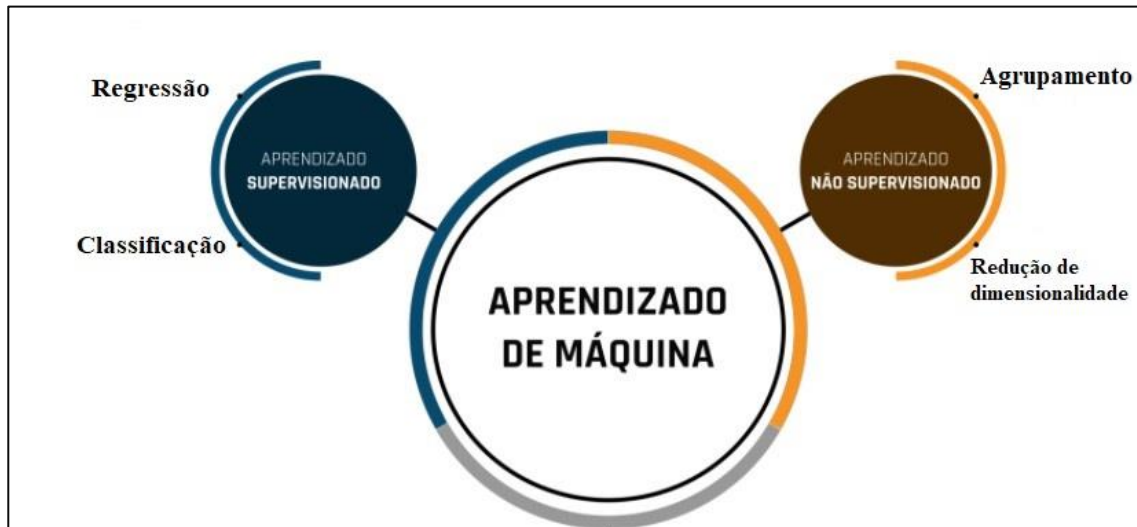 Regressão
APRENDIZADO
SUPERVISIONADO
Classificação
APRENDIZADO
DE MÁQUINA
Agrupamento
APRENDIZADO
NÃO SUPERVISIONADO
Redução de
dimensionalidade